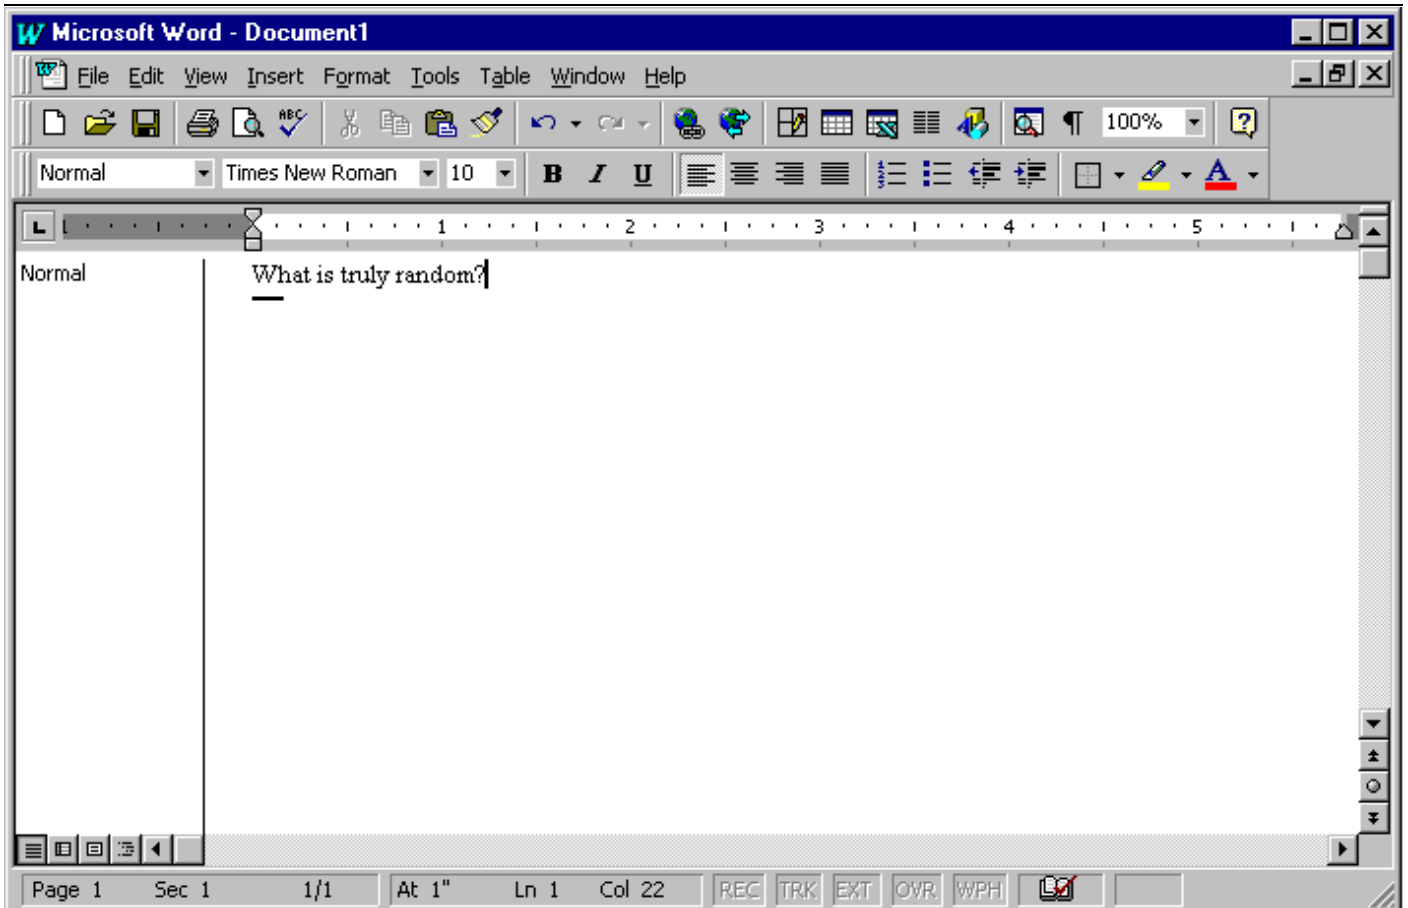 Microsoft Word - Document1
File Edit View Insert Format Tools Table Window Help
ABC 100%
Normal Times New Roman 10 B I U A
L 1 2 3 4 5
Normal What is truly random?
Page 1 Sec 1 1/1 At 1" Ln 1 Col 22 REC TRK EXT OVR WPH